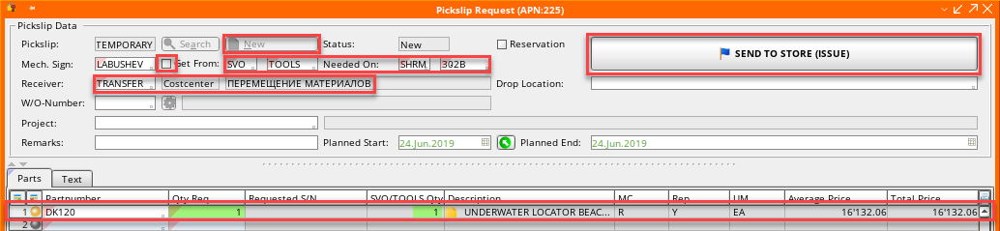 Pickslip Request (APN:225)
Pickslip Data
Pickslip: TEMPORARY Search New Status: New Reservation
SEND TO STORE (ISSUE)
Mech. Sign: LABUSHEV Get From: SVO TOOLS Needed On: SHRM 302B
Receiver: TRANSFER Costcenter ПЕРЕМЕЩЕНИЕ МАТЕРИАЛОВ Drop Location:
W/O-Number:
Project:
Remarks: Planned Start: 24.Jun.2019 Planned End: 24.Jun.2019
Parts Text
Partnumber Qty Req. Requested S/N SVO/TOOLS Qty Description MC Rep UM Average Price Total Price
1 DK120 1 1 UNDERWATER LOCATOR BEAC... R Y EA 16'132.06 16'132.06
2